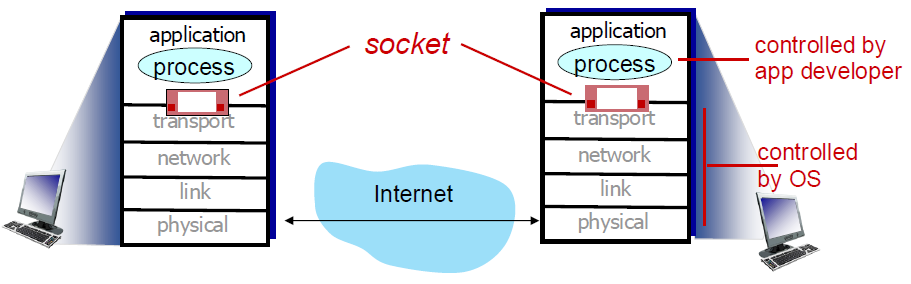 application
process
transport
network
link
physical
socket
Internet
application
process
transport
network
link
physical
controlled by
app developer
controlled
by OS